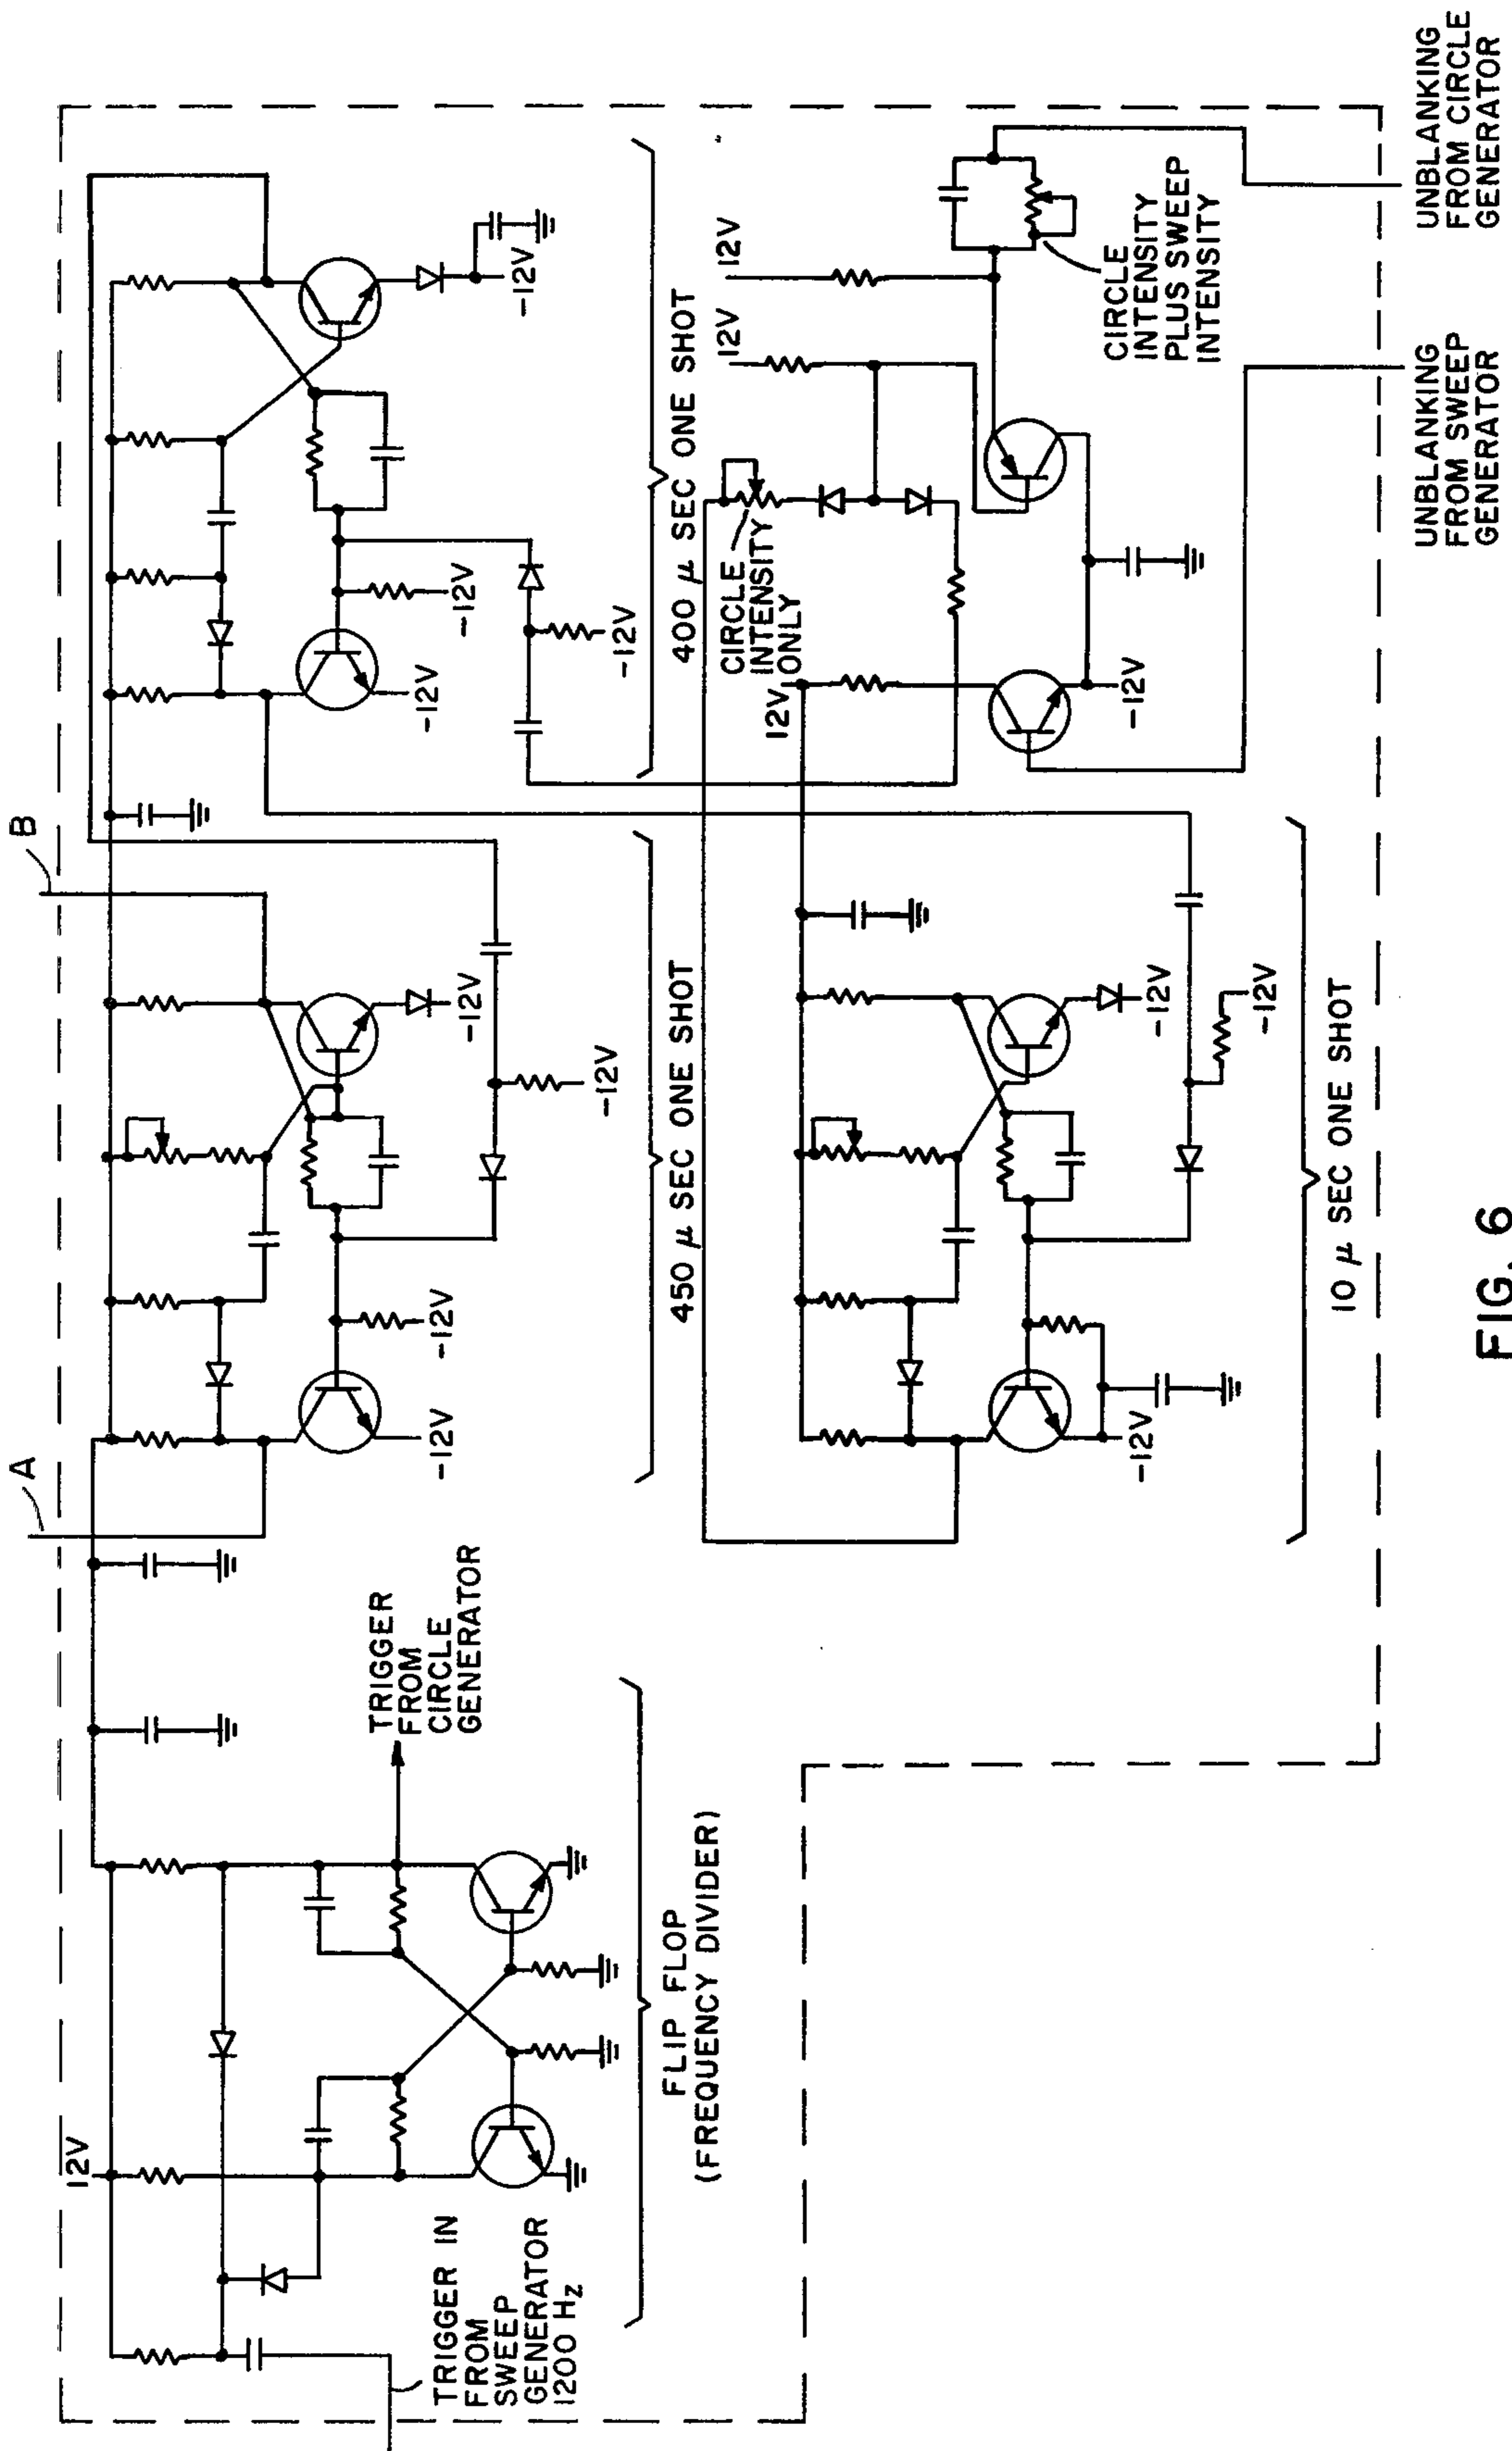 A
B
12V
TRIGGER IN
FROM
SWEEP
GENERATOR
1200 Hz
TRIGGER
FROM
CIRCLE
GENERATOR
FLIP FLOP
(FREQUENCY DIVIDER)
-12V
-12V
-12V
-12V
450 μ SEC ONE SHOT
-12V
-12V
-12V
-12V
400 μ SEC ONE SHOT
-12V
-12V
-12V
10 μ SEC ONE SHOT
12V
CIRCLE
INTENSITY
ONLY
12V
12V
-12V
CIRCLE
INTENSITY
PLUS SWEEP
INTENSITY
UNBLANKING
FROM SWEEP
GENERATOR
UNBLANKING
FROM CIRCLE
GENERATOR
FIG. 6